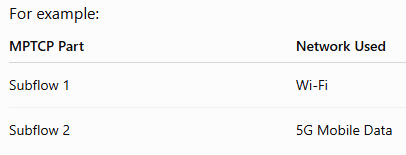 For example:
MPTCP Part Network Used
Subflow 1 Wi-Fi
Subflow 2 5G Mobile Data